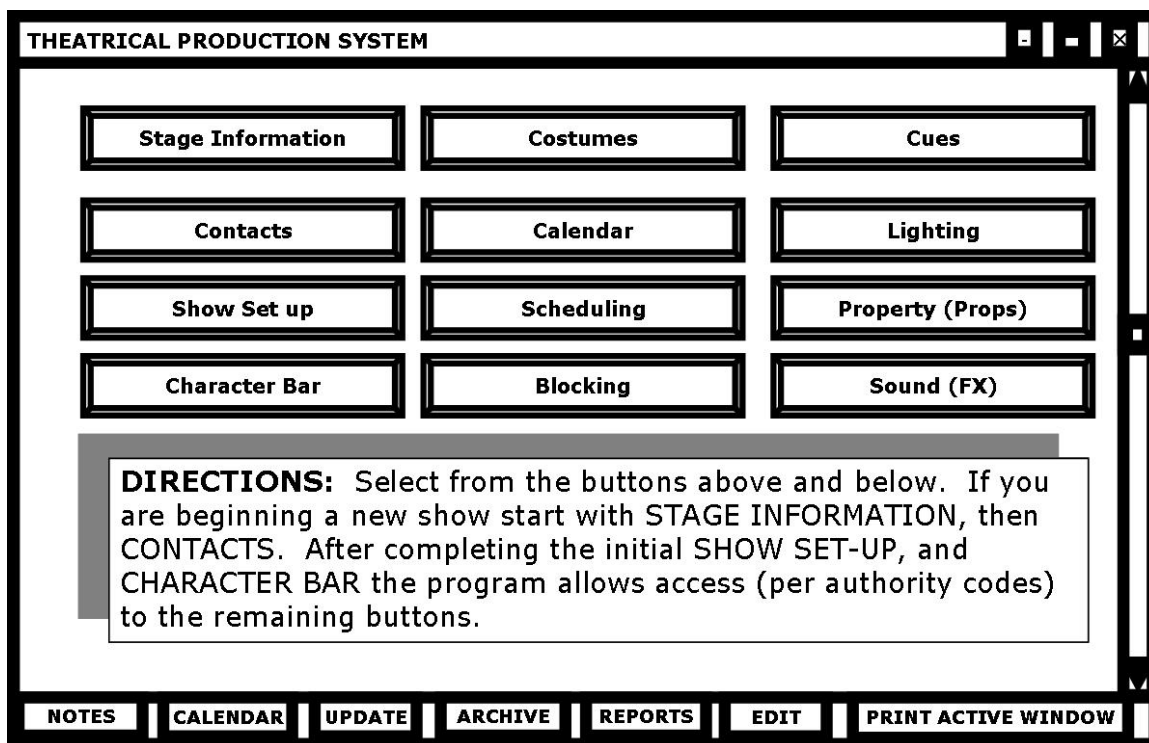 THEATRICAL PRODUCTION SYSTEM
Stage Information
Costumes
Cues
Contacts
Calendar
Lighting
Show Set up
Scheduling
Property (Props)
Character Bar
Blocking
Sound (FX)
DIRECTIONS: Select from the buttons above and below. If you
are beginning a new show start with STAGE INFORMATION, then
CONTACTS. After completing the initial SHOW SET-UP, and
CHARACTER BAR the program allows access (per authority codes)
to the remaining buttons.
NOTES
CALENDAR
UPDATE
ARCHIVE
REPORTS
EDIT
PRINT ACTIVE WINDOW